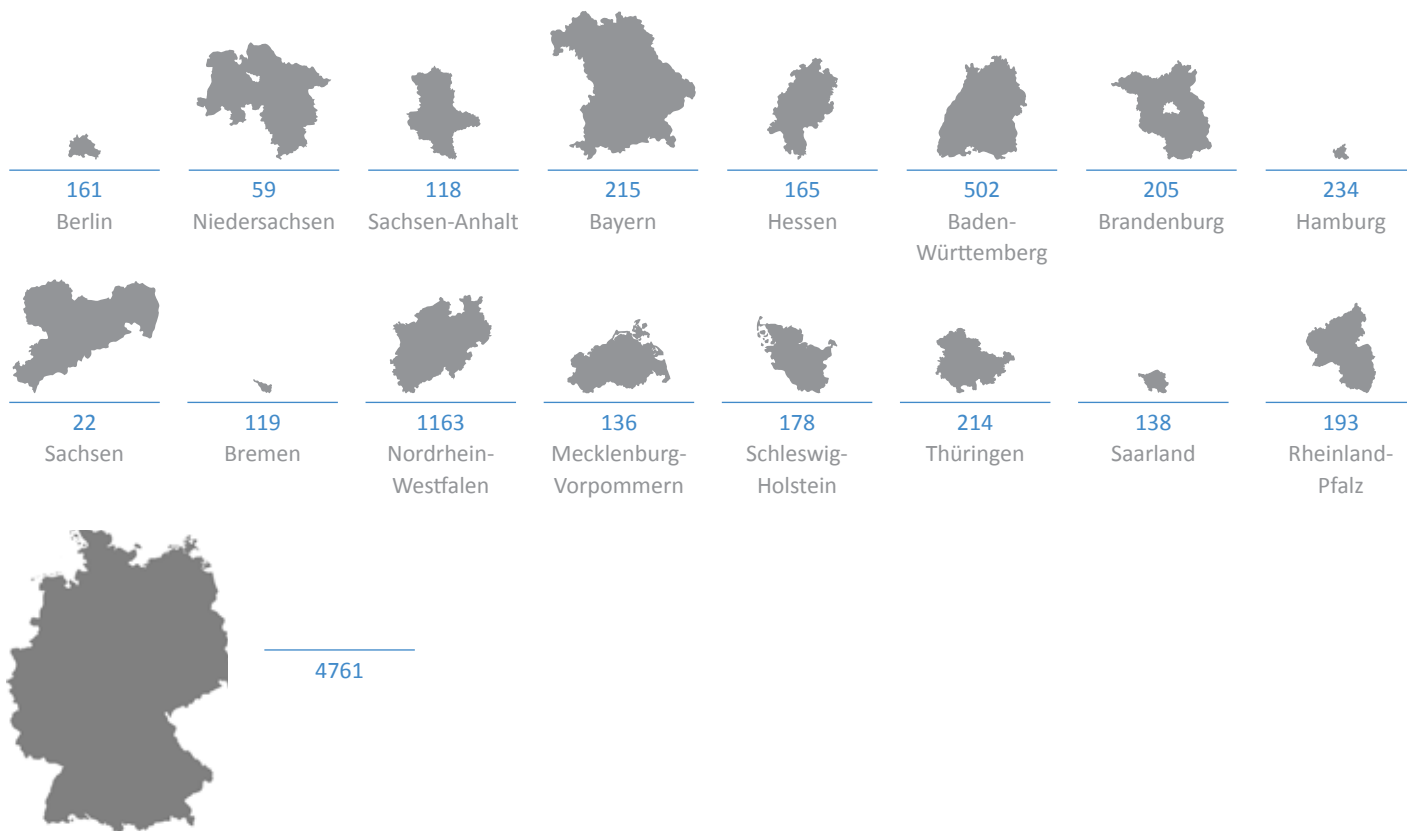 161 59 118 215 165 502 205 234
Berlin Niedersachsen Sachsen-Anhalt Bayern Hessen Baden- Brandenburg Hamburg
Württemberg
22 119 1163 136 178 214 138 193
Sachsen Bremen Nordrhein- Mecklenburg- Schleswig- Thüringen Saarland Rheinland-
Westfalen Vorpommern Holstein Pfalz
4761